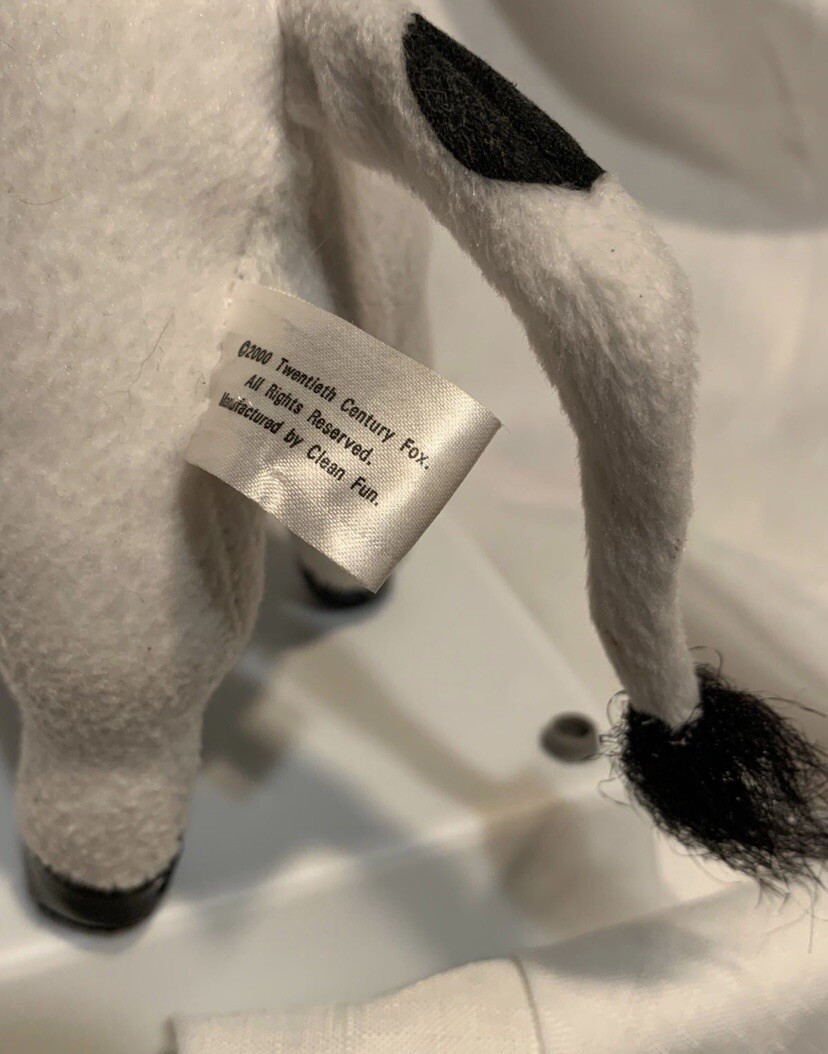 ©2000 Twentieth Century Fox.
All Rights Reserved.
Manufactured by Clean Fun.